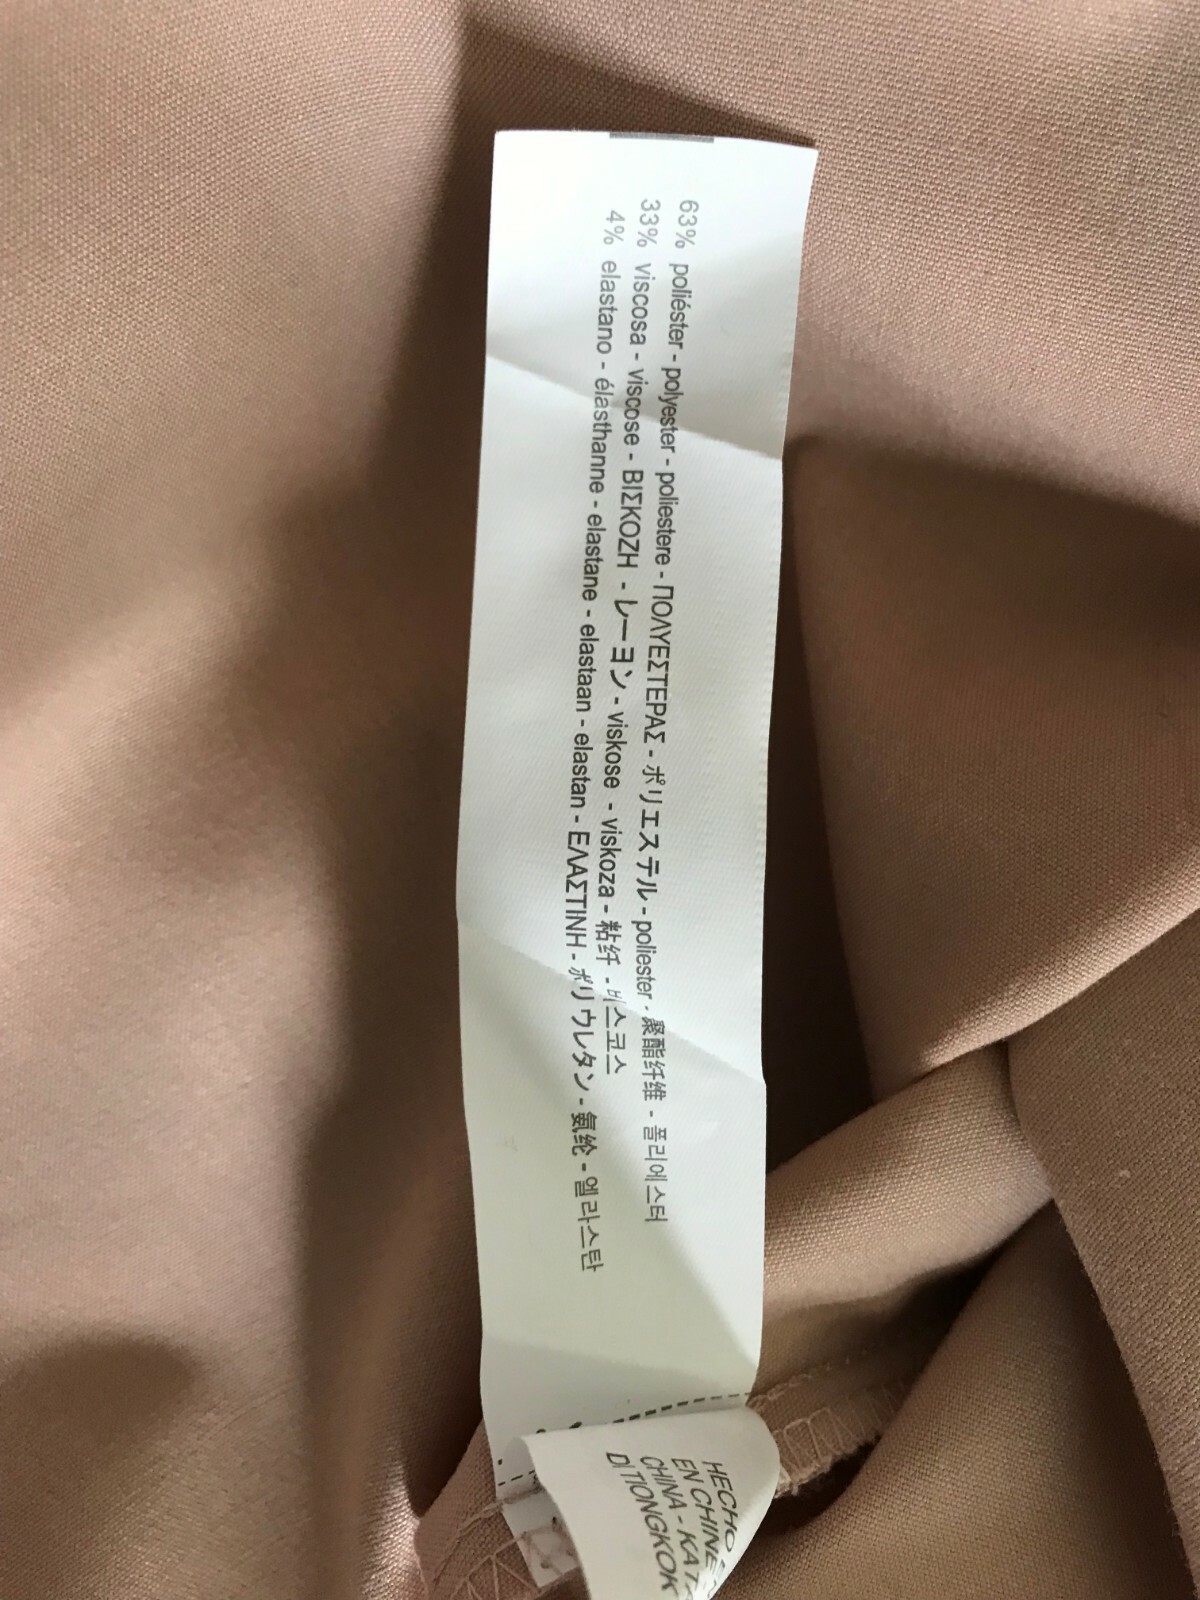 63% poliéster - polyester - poliestere - ΠΟΛΥΕΣΤΕΡΑΣ - ポリエステル - poliester - 聚酯纤维 - 폴리에스터
33% viscosa - viscose - ΒΙΣΚΟΖΗ - レーヨン - viskose - viskoza - 粘纤 - 비스코스
4% elastano - élasthanne - elastane - elastaan - elastan - ΕΛΑΣΤΙΝΗ - ポリウレタン - 氨纶 - 엘라스탄
HECHO
EN CHINE
CHINA - ΚΑΤ
DI TIONGKOK